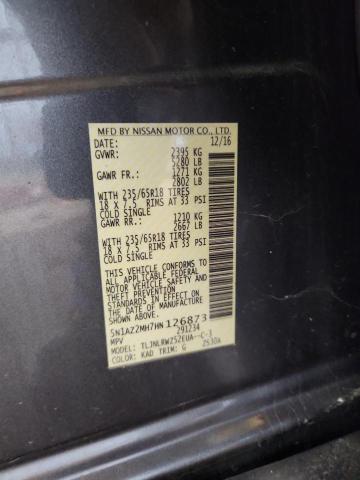 MFD BY NISSAN MOTOR CO., LTD.
DATE: 12/16
GVWR: 2395 KG
5280 LB
GAWR FR.: 1271 KG
2802 LB
WITH 235/65R18 TIRES
18 X 7.5 RIMS AT 33 PSI
COLD SINGLE
GAWR RR.: 1210 KG
2667 LB
WITH 235/65R18 TIRES
18 X 7.5 RIMS AT 33 PSI
COLD SINGLE
THIS VEHICLE CONFORMS TO
ALL APPLICABLE FEDERAL
MOTOR VEHICLE SAFETY, BUMPER, AND
THEFT PREVENTION STANDARDS
IN EFFECT ON THE DATE OF
MANUFACTURE SHOWN ABOVE.
5N1AZ2MH7HN126873
MPV 291234
MODEL: TLJNLRWZ52EUA--C-J
COLOR: KAD TRIM: G 2530A